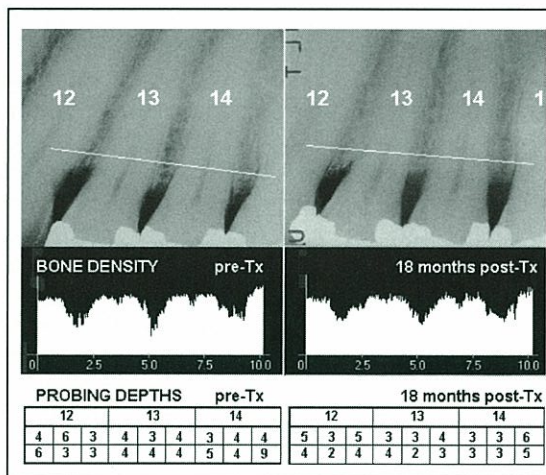 12
13
14
12
13
14
1
BONE DENSITY pre-Tx
0 2.5 5.0 7.5 10.0
18 months post-Tx
0 2.5 5.0 7.5 10.0
PROBING DEPTHS pre-Tx
12 13 14
4 6 3 4 3 4 3 4 4
6 3 3 4 4 4 5 4 9
18 months post-Tx
12 13 14
5 3 5 3 3 4 3 3 6
4 2 4 4 2 3 3 3 5